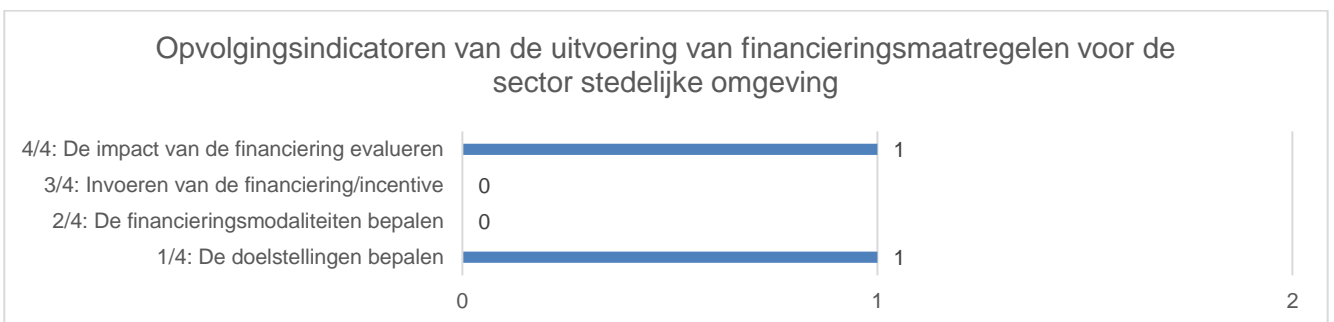 Opvolgingsindicatoren van de uitvoering van financieringsmaatregelen voor de
sector stedelijke omgeving
4/4: De impact van de financiering evalueren 1
3/4: Invoeren van de financiering/incentive 0
2/4: De financieringsmodaliteiten bepalen 0
1/4: De doelstellingen bepalen 1
0 1 2